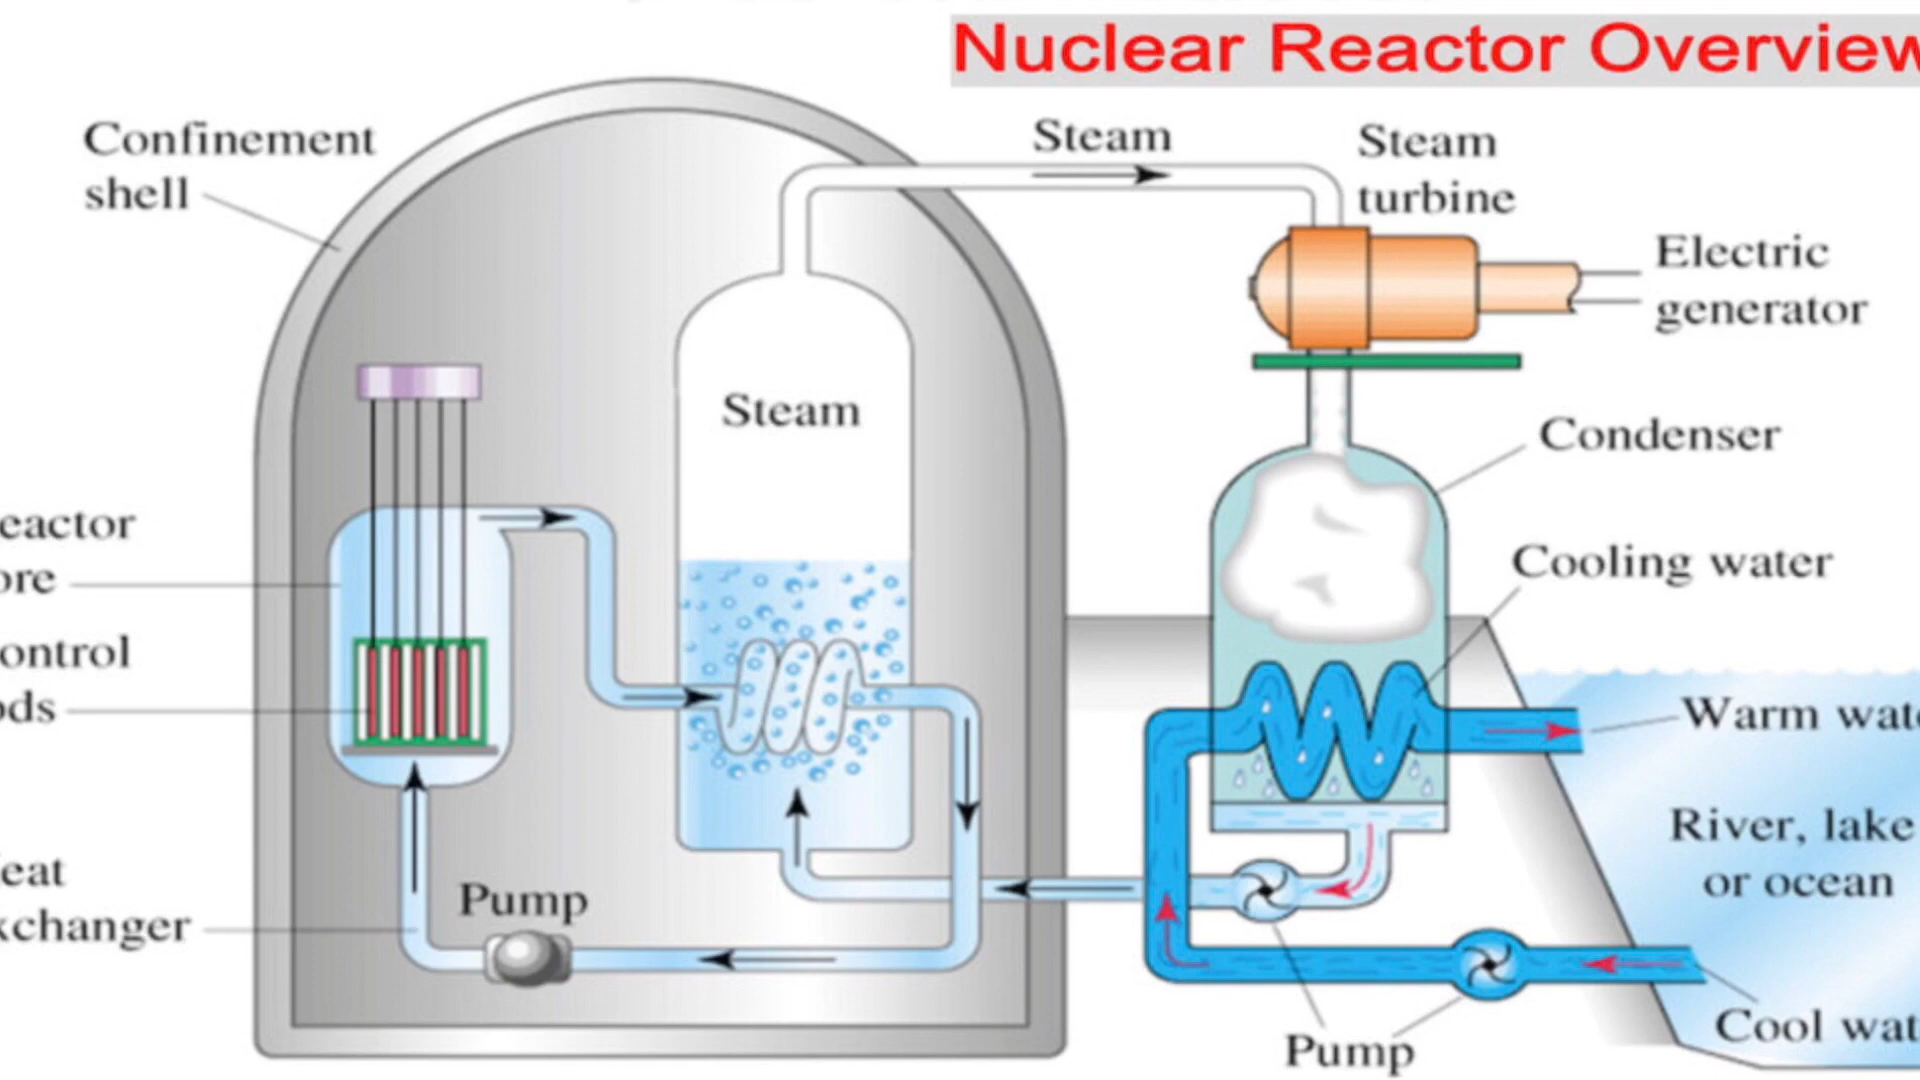 Nuclear Reactor Overview
Confinement
shell
Steam
Steam
turbine
Electric
generator
Steam
Condenser
Cooling water
eactor
ore
ontrol
ods
Warm wate
River, lake
or ocean
eat
xchanger
Pump
Cool wat
Pump